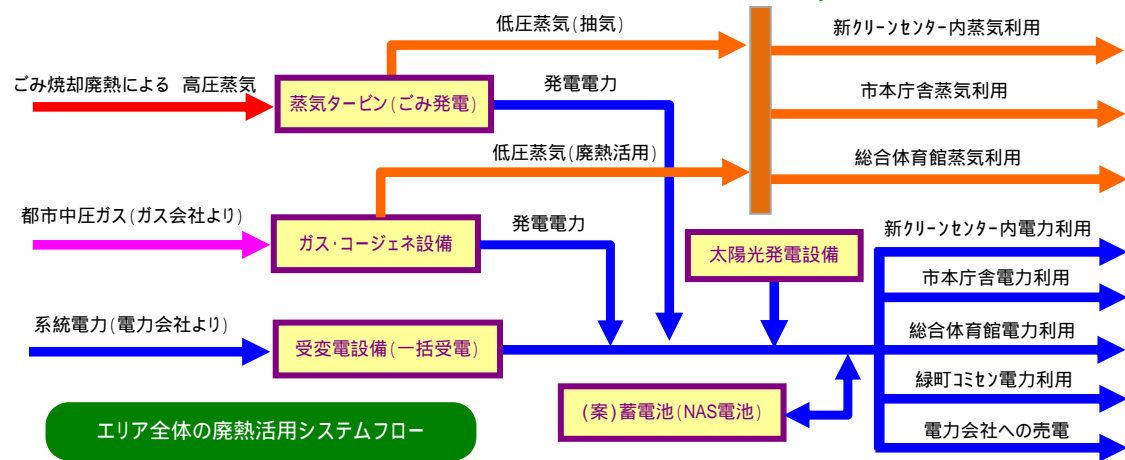 低圧蒸気(抽気)
新クリーンセンター内蒸気利用
ごみ焼却廃熱による 高圧蒸気
蒸気タービン(ごみ発電)
発電電力
市本庁舎蒸気利用
低圧蒸気(廃熱活用)
総合体育館蒸気利用
都市中圧ガス(ガス会社より)
ガス・コージェネ設備
発電電力
太陽光発電設備
新クリーンセンター内電力利用
市本庁舎電力利用
系統電力(電力会社より)
受変電設備(一括受電)
総合体育館電力利用
緑町コミセン電力利用
(案)蓄電池(NAS電池)
エリア全体の廃熱活用システムフロー
電力会社への売電